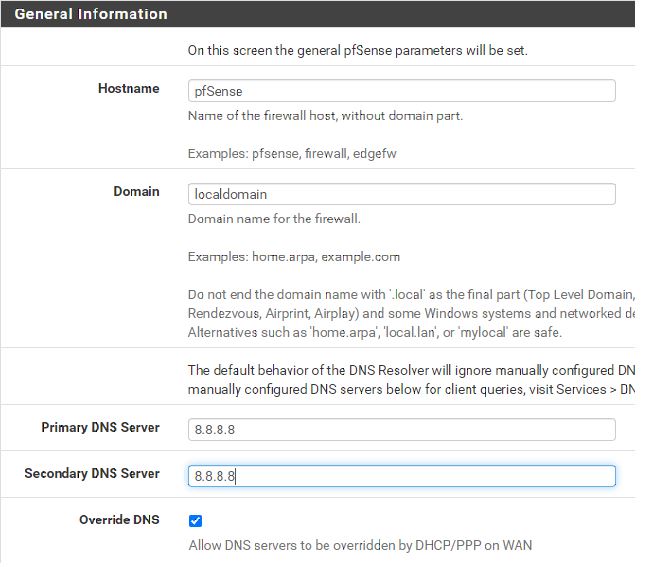 General Information
On this screen the general pfSense parameters will be set.
Hostname
pfSense
Name of the firewall host, without domain part.
Examples: pfsense, firewall, edgefw
Domain
localdomain
Domain name for the firewall.
Examples: home.arpa, example.com
Do not end the domain name with '.local' as the final part (Top Level Domain,
Rendezvous, Airprint, Airplay) and some Windows systems and networked de
Alternatives such as 'home.arpa', 'local.lan', or 'mylocal' are safe.
The default behavior of the DNS Resolver will ignore manually configured DN
manually configured DNS servers below for client queries, visit Services > DN
Primary DNS Server
8.8.8.8
Secondary DNS Server
8.8.8.8
Override DNS
Allow DNS servers to be overridden by DHCP/PPP on WAN